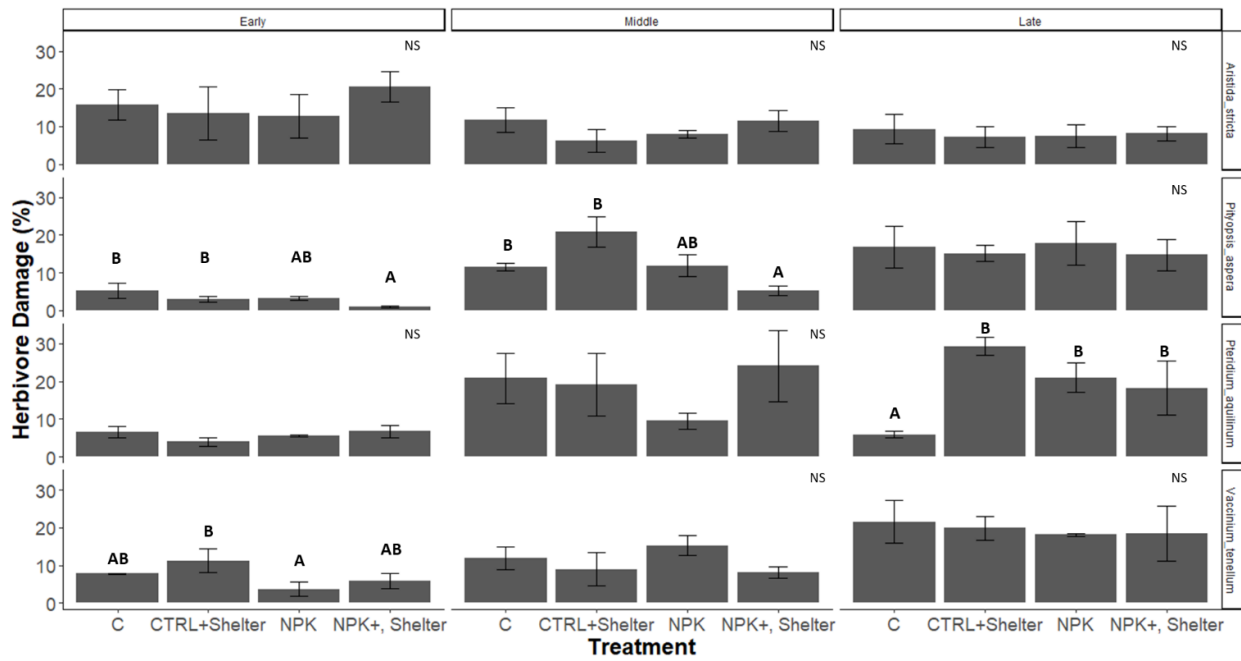 Early Middle Late
Herbivore Damage (%)
30 NS NS NS Aristida_stricta
20
10
0
30 B B AB A B B AB A NS Pityopsis_aspera
20
10
0
30 NS NS A B B B Pteridium_aquilinum
20
10
0
30 AB B A AB NS NS Vaccinium_tenellum
20
10
0
C CTRL+Shelter NPK NPK+, Shelter C CTRL+Shelter NPK NPK+, Shelter C CTRL+Shelter NPK NPK+, Shelter
Treatment